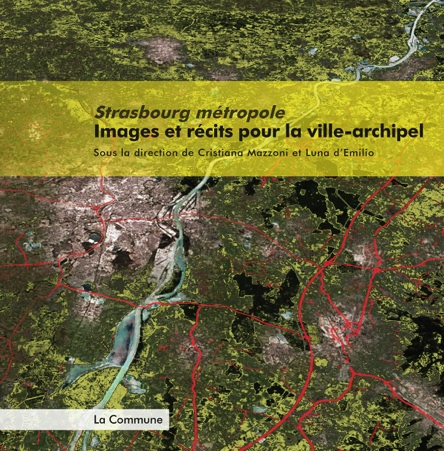 Strasbourg métropole
Images et récits pour la ville-archipel
Sous la direction de Cristiana Mazzoni et Luna d'Emilio
La Commune